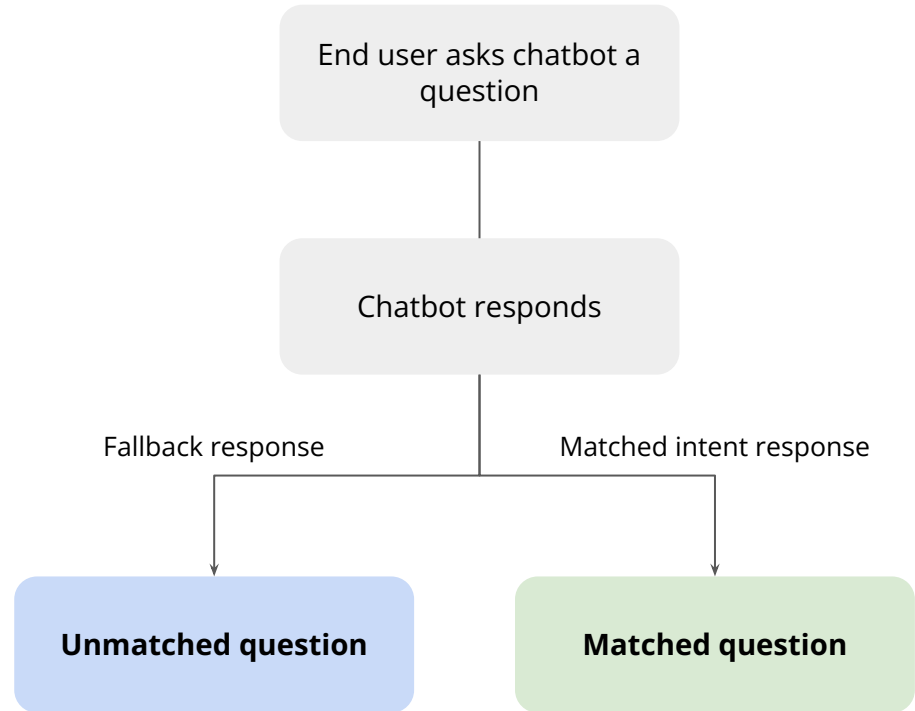 End user asks chatbot a
question
Chatbot responds
Fallback response
Matched intent response
Unmatched question
Matched question